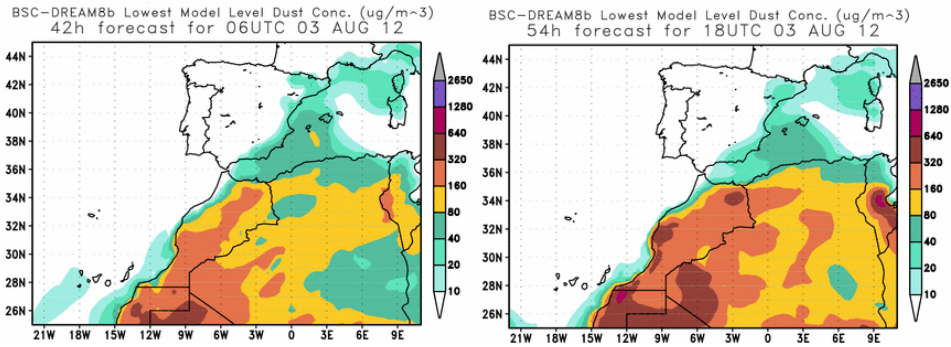 BSC-DREAM8b Lowest Model Level Dust Conc. (ug/m^3)
42h forecast for 06UTC 03 AUG 12
44N
42N
40N
38N
36N
34N
32N
30N
28N
26N
21W 18W 15W 12W 9W 6W 3W 0 3E 6E 9E
2650
1280
640
320
160
80
40
20
10
BSC-DREAM8b Lowest Model Level Dust Conc. (ug/m^3)
54h forecast for 18UTC 03 AUG 12
44N
42N
40N
38N
36N
34N
32N
30N
28N
26N
21W 18W 15W 12W 9W 6W 3W 0 3E 6E 9E
2650
1280
640
320
160
80
40
20
10